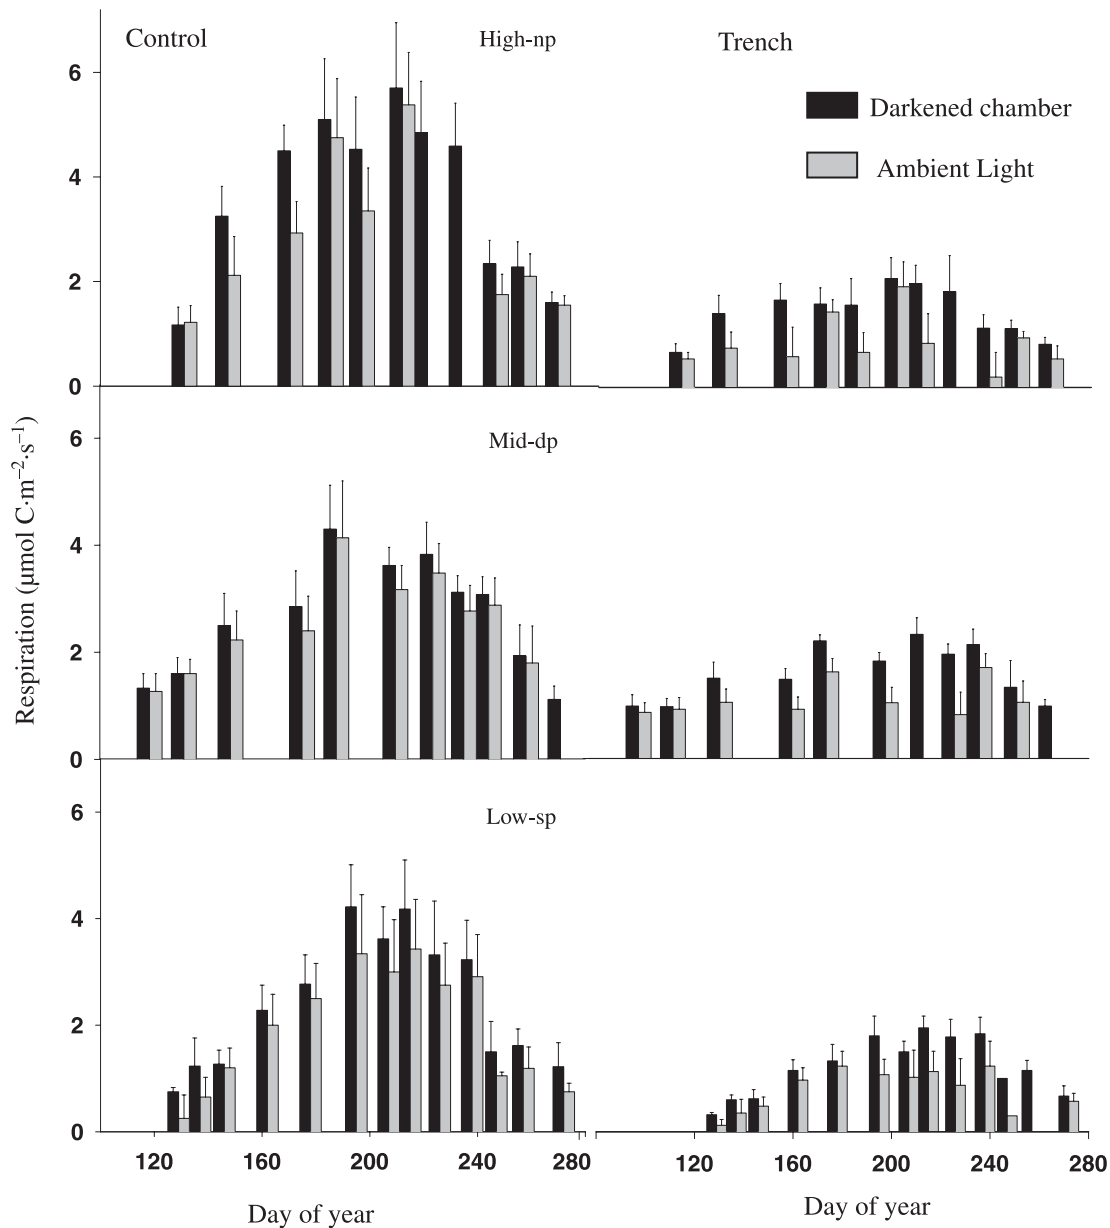 Control
High-np
Trench
Darkened chamber
Ambient Light
6
4
2
0
Respiration (µmol C·m⁻²·s⁻¹)
Mid-dp
6
4
2
0
Low-sp
6
4
2
0
120 160 200 240 280
120 160 200 240 280
Day of year
Day of year